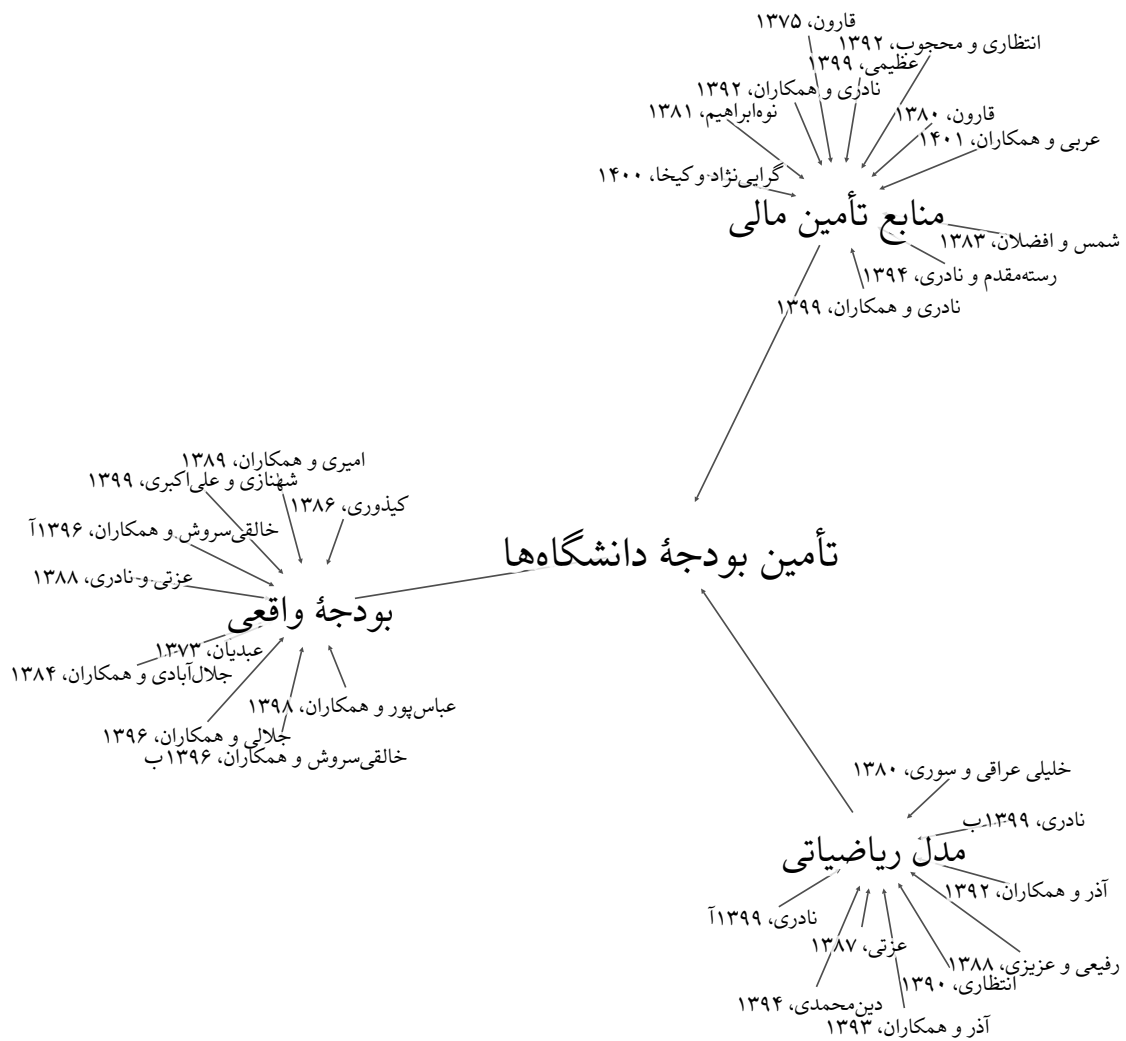 قارون، ۱۳۷۵
انتظاری و محجوب، ۱۳۹۲
عظیمی، ۱۳۹۹
نادری و همکاران، ۱۳۹۲
نوه‌ابراهیم، ۱۳۸۱
قارون، ۱۳۸۰
عربی و همکاران، ۱۴۰۱
گرایی‌نژاد و کیخا، ۱۴۰۰
منابع تأمین مالی
شمس و افضلان، ۱۳۸۳
رسته‌مقدم و نادری، ۱۳۹۴
نادری و همکاران، ۱۳۹۹
امیری و همکاران، ۱۳۸۹
شهنازی و علی‌اکبری، ۱۳۹۹
کیذوری، ۱۳۸۶
خالقی‌سروش و همکاران، ۱۳۹۶آ
تأمین بودجهٔ دانشگاه‌ها
عزتی و نادری، ۱۳۸۸
بودجهٔ واقعی
عبدیان، ۱۳۷۳
جلال‌آبادی و همکاران، ۱۳۸۴
عباس‌پور و همکاران، ۱۳۹۸
جلالی و همکاران، ۱۳۹۶
خالقی‌سروش و همکاران، ۱۳۹۶ب
خلیلی عراقی و سوری، ۱۳۸۰
نادری، ۱۳۹۹ب
مدل ریاضیاتی
آذر و همکاران، ۱۳۹۲
نادری، ۱۳۹۹آ
عزتی، ۱۳۸۷
رفیعی و عزیزی، ۱۳۸۸
انتظاری، ۱۳۹۰
دین‌محمدی، ۱۳۹۴
آذر و همکاران، ۱۳۹۳